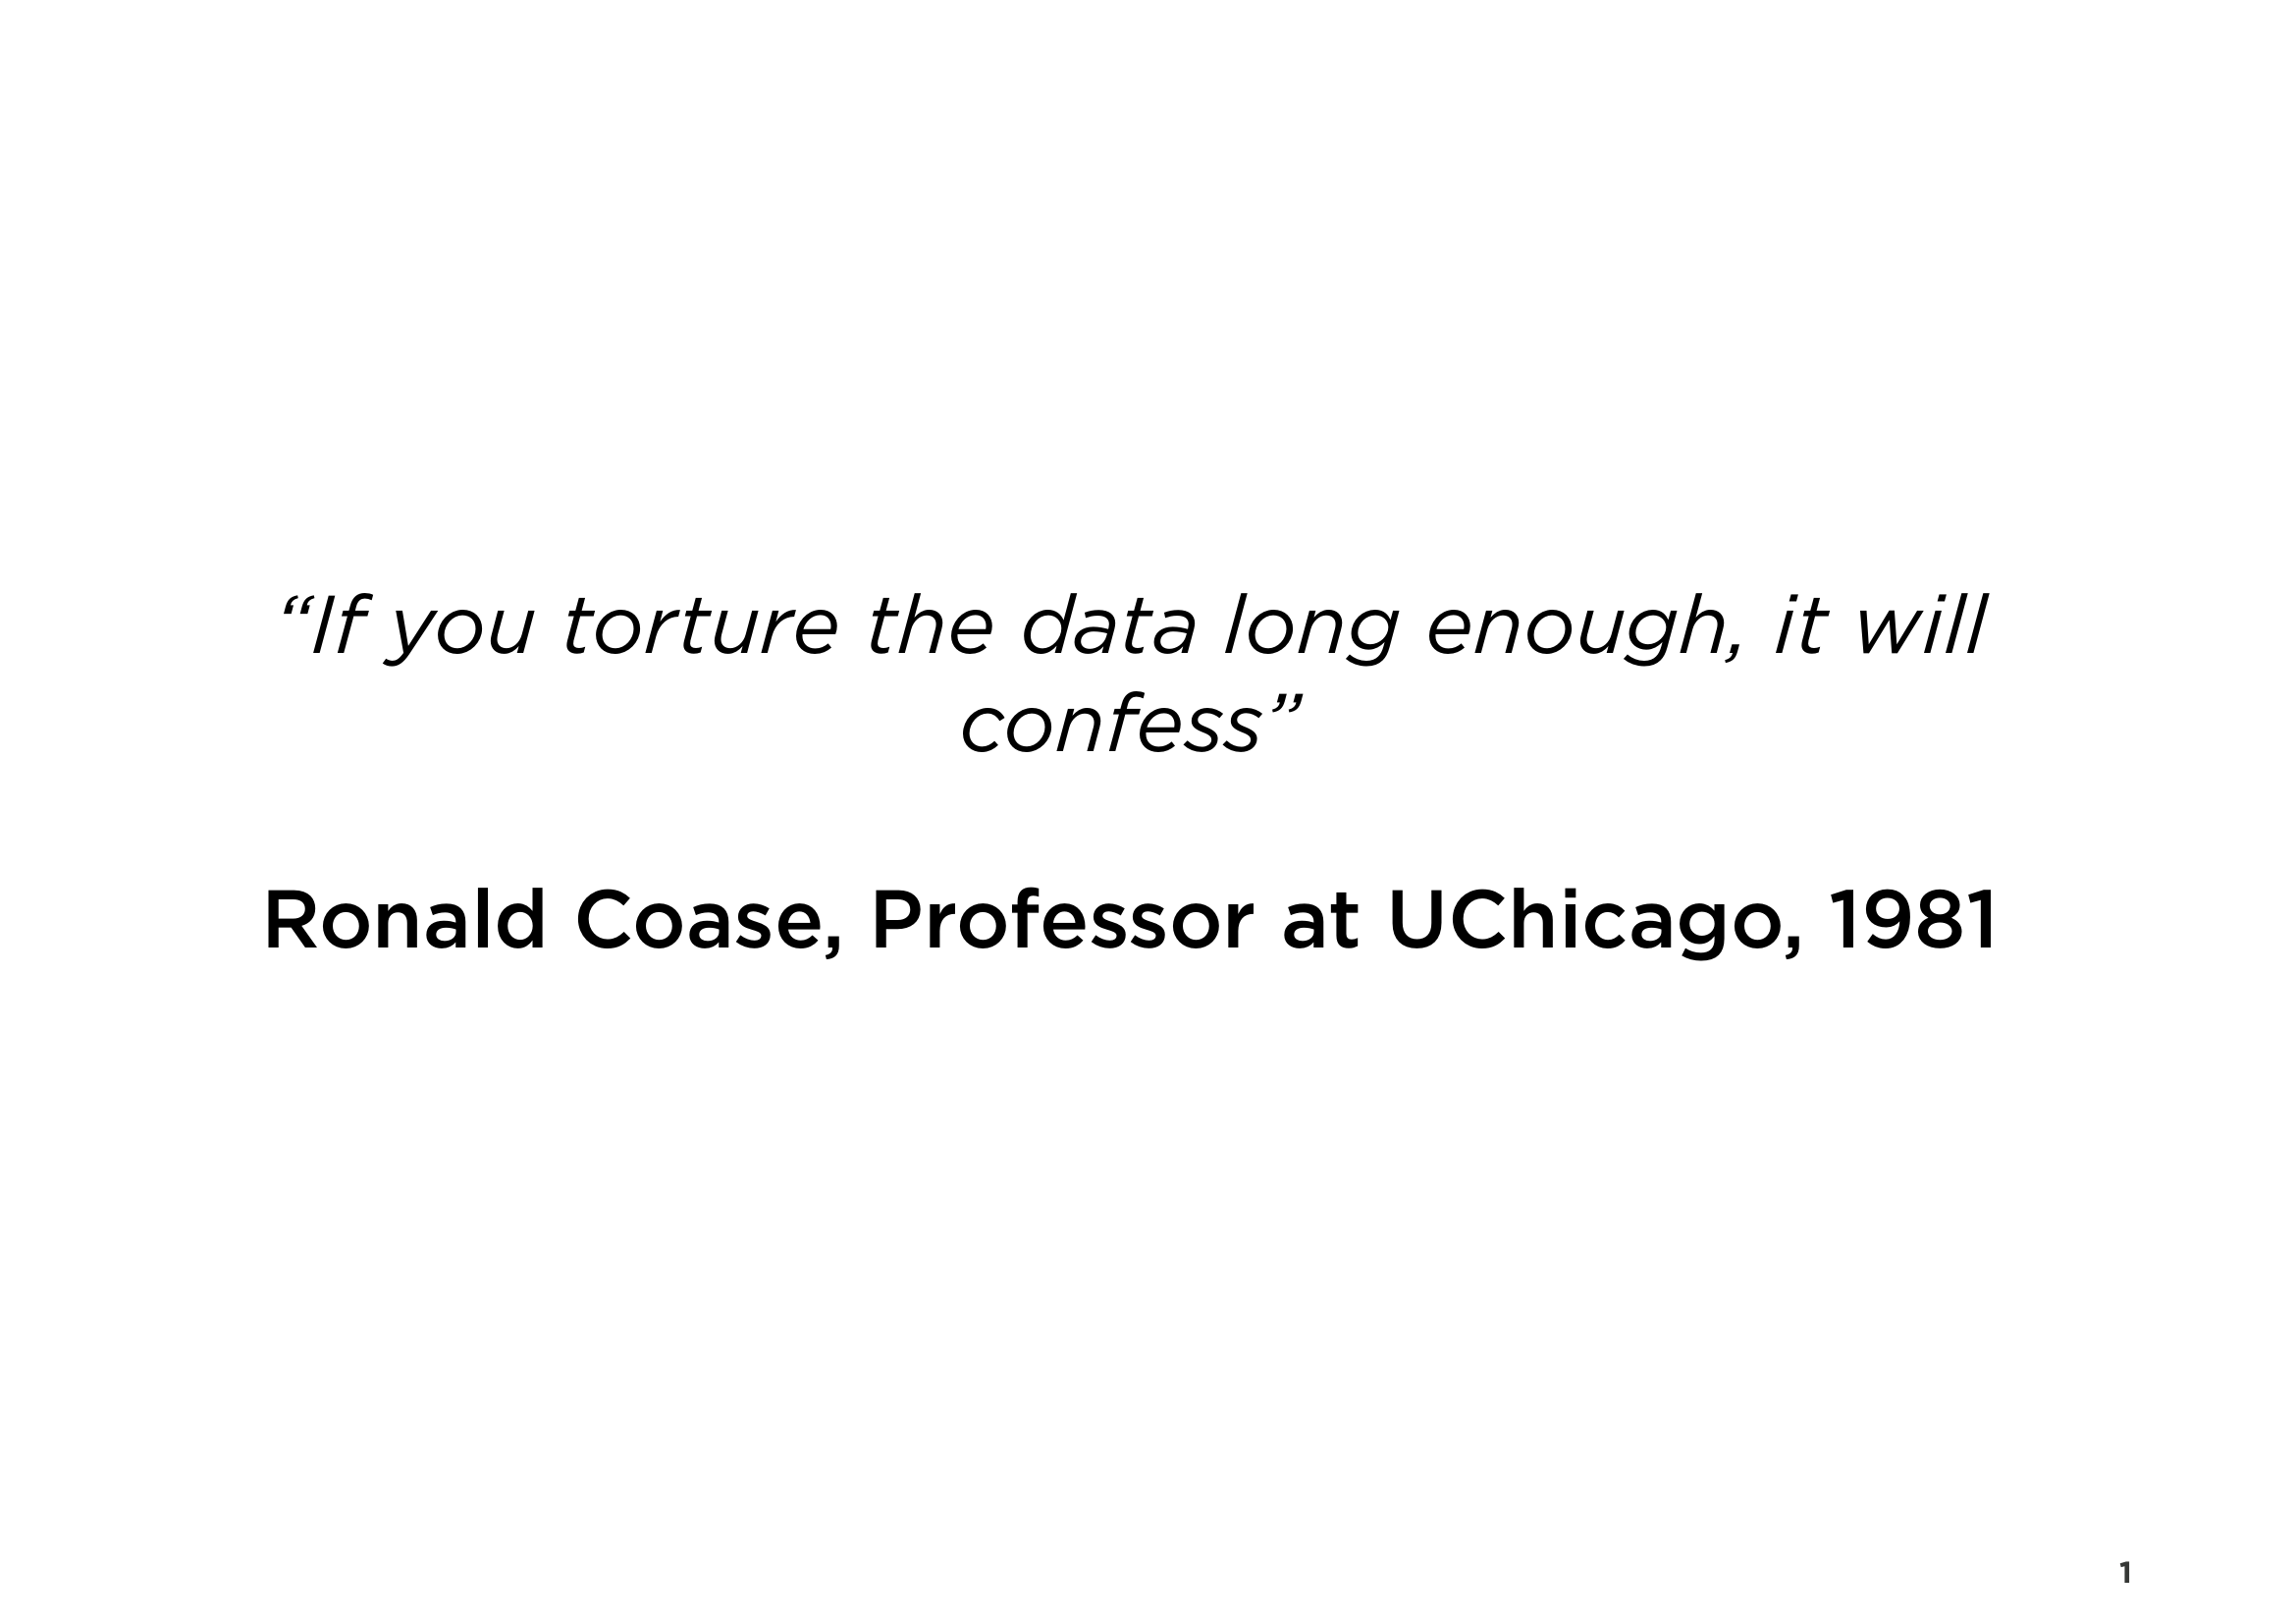 “If you torture the data long enough, it will
confess”
Ronald Coase, Professor at UChicago, 1981
1